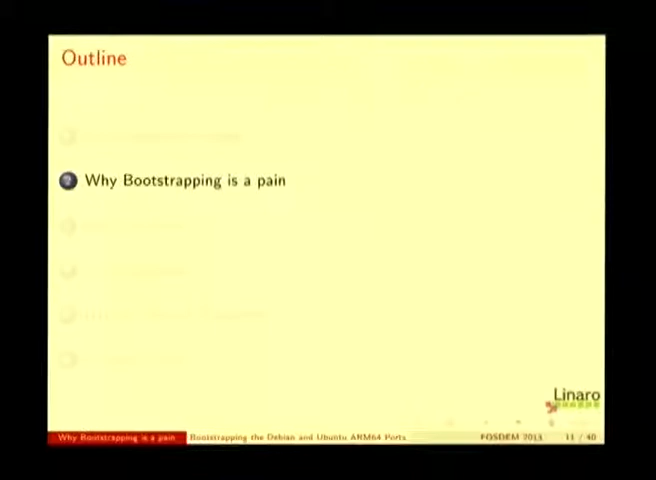 Outline
2 Why Bootstrapping is a pain
Linaro
Why Bootstrapping is a pain Bootstrapping the Debian and Ubuntu ARM64 Ports FOSDEM 2013 11 / 40